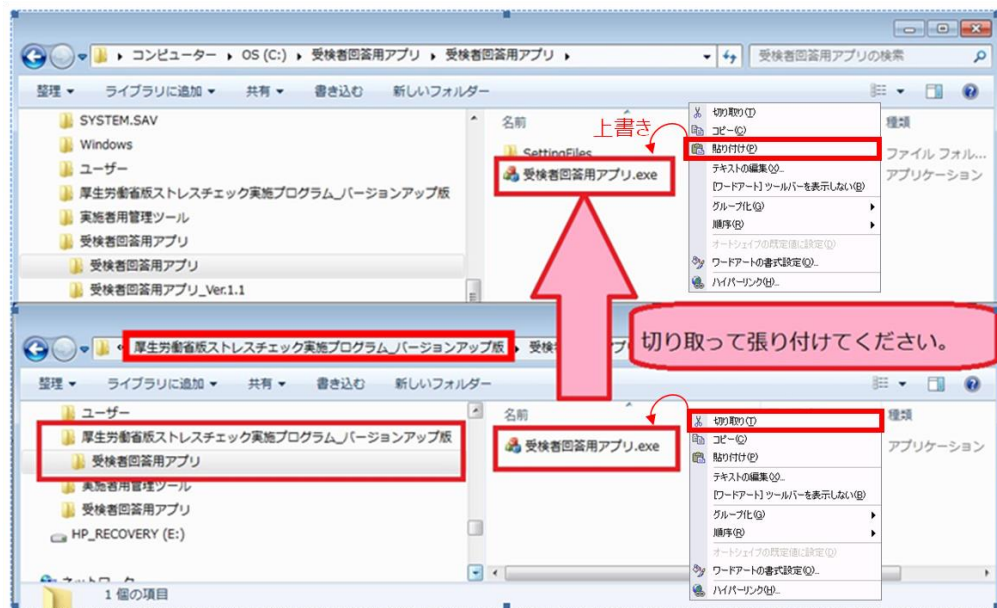 コンピューター ▸ OS (C:) ▸ 受検者回答用アプリ ▸ 受検者回答用アプリ ▸
受検者回答用アプリの検索
整理 ▼ ライブラリに追加 ▼ 共有 ▼ 書き込む 新しいフォルダー
SYSTEM.SAV
Windows
ユーザー
厚生労働省版ストレスチェック実施プログラム_バージョンアップ版
実施者用管理ツール
受検者回答用アプリ
受検者回答用アプリ
受検者回答用アプリ_Ver.1.1
名前
種類
上書き
SettingFiles
ファイル フォル...
受検者回答用アプリ.exe
アプリケーション
切り取り(T)
コピー(C)
貼り付け(P)
テキストの編集(X)...
[ワードアート] ツールバーを表示しない(B)
グループ化(G)
順序(R)
オートシェイプの既定値に設定(D)
ワードアートの書式設定(O)...
ハイパーリンク(H)...
切り取って張り付けてください。
厚生労働省版ストレスチェック実施プログラム_バージョンアップ版
整理 ▼ ライブラリに追加 ▼ 共有 ▼ 書き込む 新しいフォルダー
ユーザー
厚生労働省版ストレスチェック実施プログラム_バージョンアップ版
受検者回答用アプリ
実施者用管理ツール
受検者回答用アプリ
HP_RECOVERY (E:)
ネットワーク
1 個の項目
名前
種類
受検者回答用アプリ.exe
アプリケーション
切り取り(T)
コピー(C)
貼り付け(P)
テキストの編集(X)...
[ワードアート] ツールバーを表示しない(B)
グループ化(G)
順序(R)
オートシェイプの既定値に設定(D)
ワードアートの書式設定(O)...
ハイパーリンク(H)...